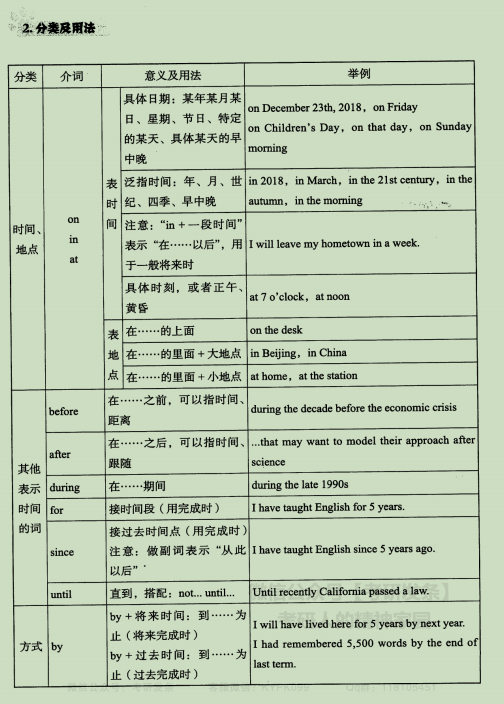 2. 分类及用法
分类 介词 意义及用法 举例
时间、
地点
on
in
at
表
时
间
具体日期：某年某月某
日、星期、节日、特定
的某天、具体某天的早
中晚
on December 23th, 2018，on Friday
on Children's Day，on that day，on Sunday
morning
泛指时间：年、月、世
纪、四季、早中晚
in 2018，in March，in the 21st century，in the
autumn，in the morning
注意：“in + 一段时间”
表示“在……以后”，用
于一般将来时
I will leave my hometown in a week.
具体时刻，或者正午、
黄昏
at 7 o'clock，at noon
表
地
点
在……的上面 on the desk
在……的里面 + 大地点 in Beijing，in China
在……的里面 + 小地点 at home，at the station
其他
表示
时间
的词
before
在……之前，可以指时间、
距离
during the decade before the economic crisis
after
在……之后，可以指时间、
跟随
...that may want to model their approach after
science
during 在……期间 during the late 1990s
for 接时间段（用完成时） I have taught English for 5 years.
since
接过去时间点（用完成时）
注意：做副词表示“从此
以后”
I have taught English since 5 years ago.
until 直到，搭配：not... until... Until recently California passed a law.
方式 by
by + 将来时间：到……为
止（将来完成时）
by + 过去时间：到……为
止（过去完成时）
I will have lived here for 5 years by next year.
I had remembered 5,500 words by the end of
last term.